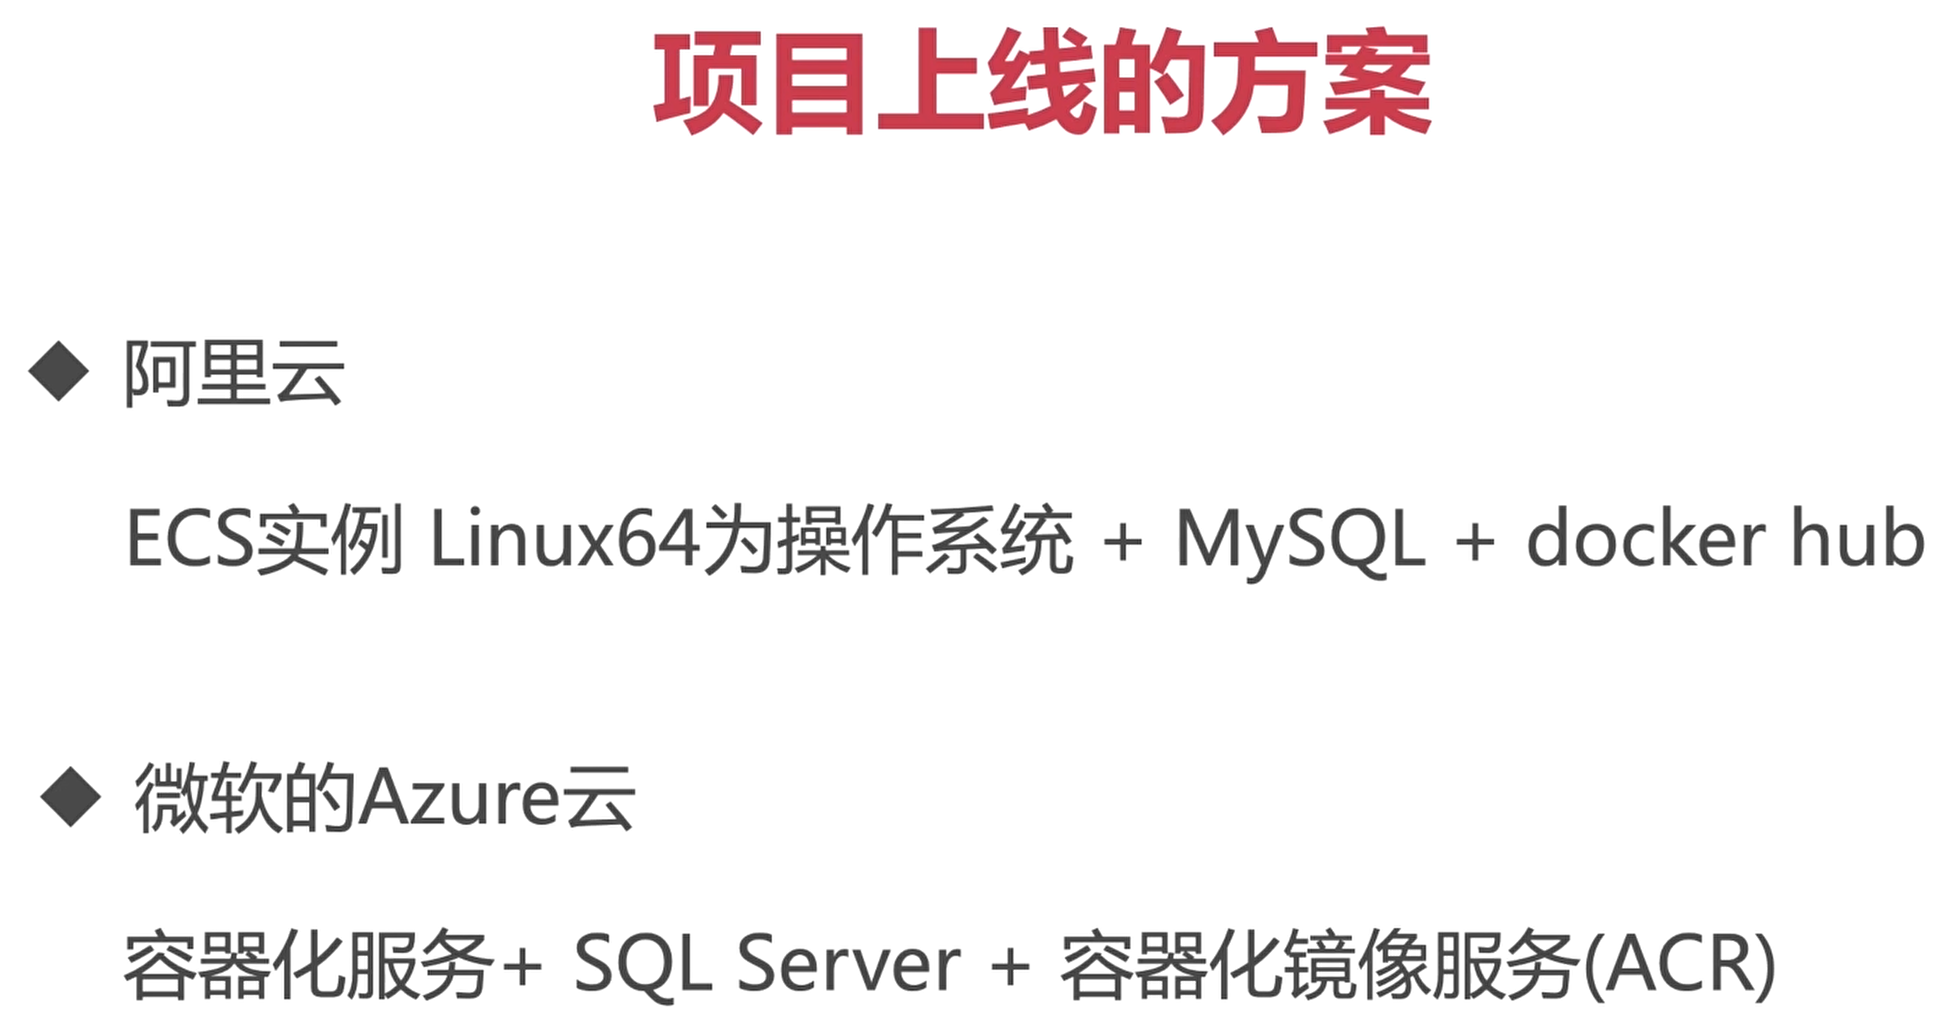 项目上线的方案
◆ 阿里云
ECS实例 Linux64为操作系统 + MySQL + docker hub
◆ 微软的Azure云
容器化服务+ SQL Server + 容器化镜像服务(ACR)